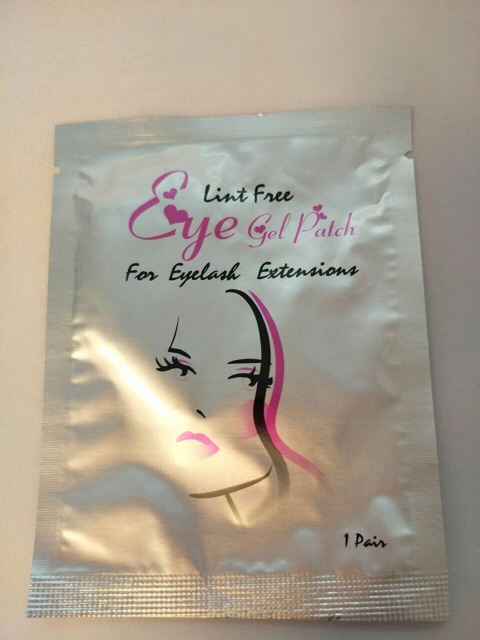 Lint Free
Eye Gel Patch
For Eyelash Extensions
1 Pair